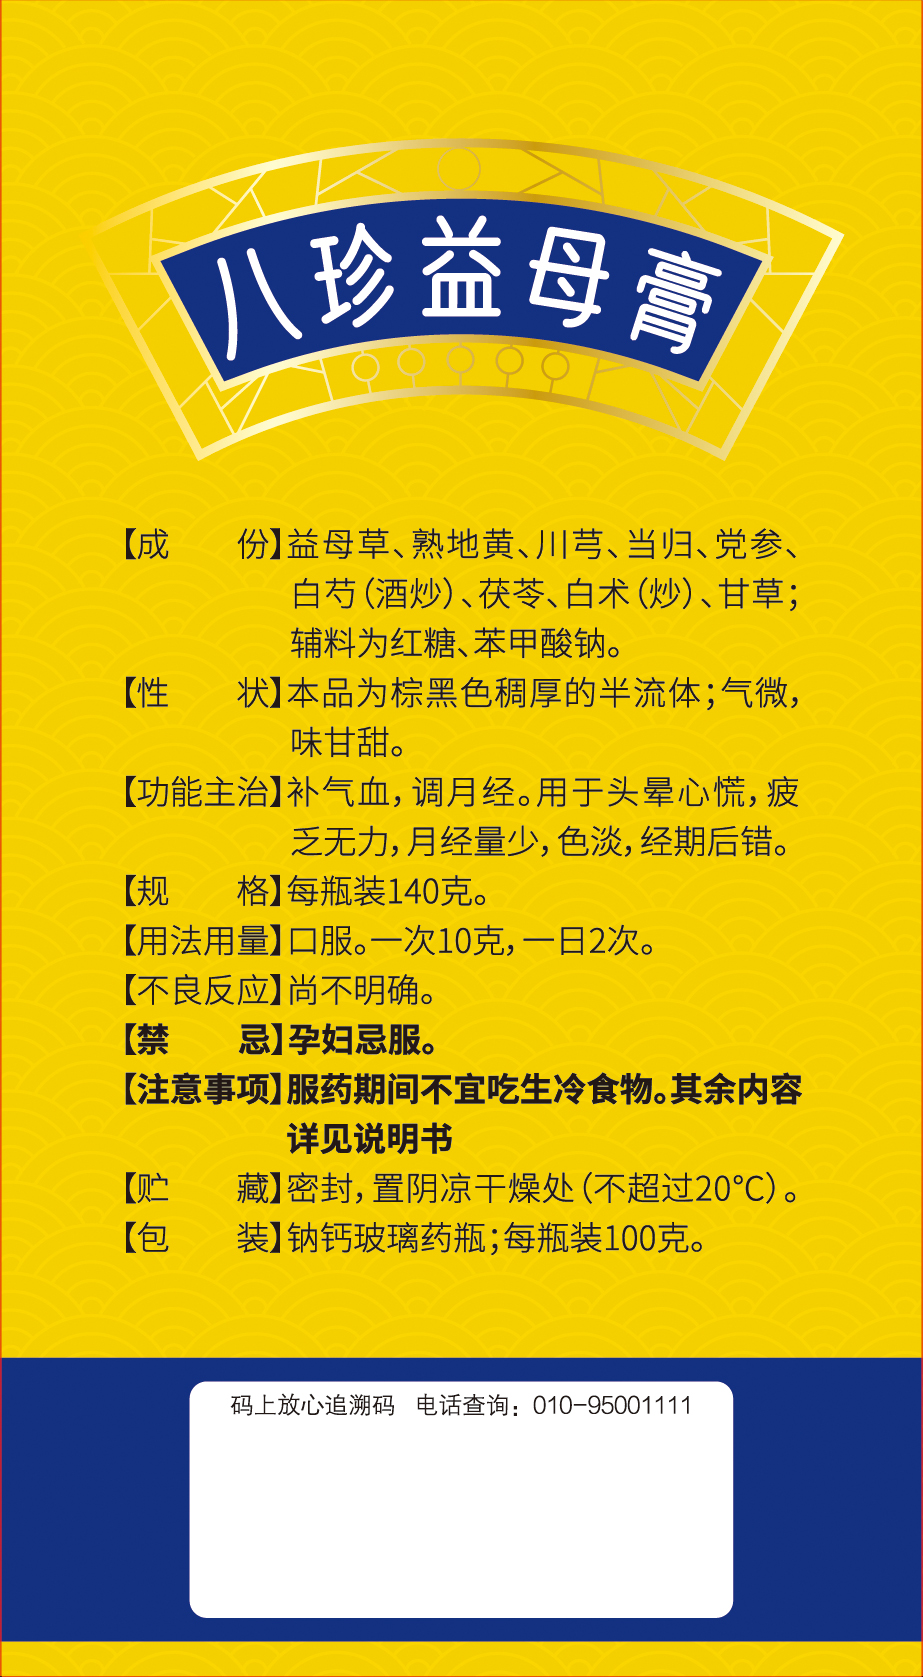 八珍益母膏
【成　　份】益母草、熟地黄、川芎、当归、党参、
白芍（酒炒）、茯苓、白术（炒）、甘草；
辅料为红糖、苯甲酸钠。
【性　　状】本品为棕黑色稠厚的半流体；气微，
味甘甜。
【功能主治】补气血，调月经。用于头晕心慌，疲
乏无力，月经量少，色淡，经期后错。
【规　　格】每瓶装140克。
【用法用量】口服。一次10克，一日2次。
【不良反应】尚不明确。
【禁　　忌】孕妇忌服。
【注意事项】服药期间不宜吃生冷食物。其余内容
详见说明书
【贮　　藏】密封，置阴凉干燥处（不超过20℃）。
【包　　装】钠钙玻璃药瓶；每瓶装100克。
码上放心追溯码　电话查询：010-95001111